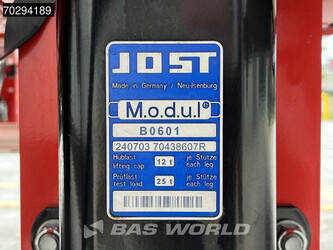 70294189
JOST
Made in Germany / Neu-Isenburg
M.o.d.u.l®
B0601
240703 70438607R
Hublast 12 t je Stütze
lifting cap. each leg
Prüflast 25 t je Stütze
test load each leg
BAS WORLD